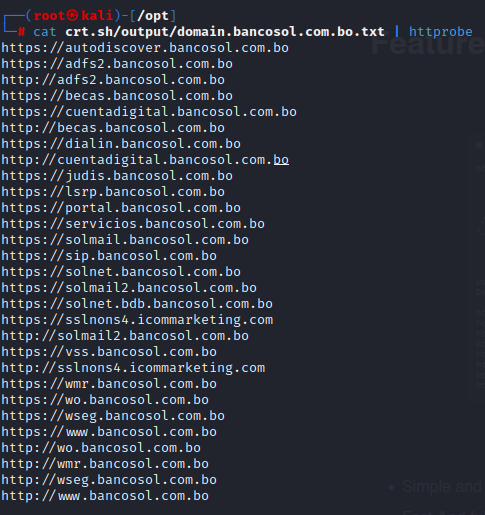 ┌──(root㉿kali)-[/opt]
└─# cat crt.sh/output/domain.bancosol.com.bo.txt | httprobe
https://autodiscover.bancosol.com.bo
https://adfs2.bancosol.com.bo
http://adfs2.bancosol.com.bo
https://becas.bancosol.com.bo
https://cuentadigital.bancosol.com.bo
http://becas.bancosol.com.bo
https://dialin.bancosol.com.bo
http://cuentadigital.bancosol.com.bo
https://judis.bancosol.com.bo
https://lsrp.bancosol.com.bo
https://portal.bancosol.com.bo
https://servicios.bancosol.com.bo
https://solmail.bancosol.com.bo
https://sip.bancosol.com.bo
https://solnet.bancosol.com.bo
https://solmail2.bancosol.com.bo
https://solnet.bdb.bancosol.com.bo
https://sslnons4.icommarketing.com
http://solmail2.bancosol.com.bo
https://vss.bancosol.com.bo
http://sslnons4.icommarketing.com
https://wmr.bancosol.com.bo
https://wo.bancosol.com.bo
https://wseg.bancosol.com.bo
https://www.bancosol.com.bo
http://wo.bancosol.com.bo
http://wmr.bancosol.com.bo
http://wseg.bancosol.com.bo
http://www.bancosol.com.bo
Feature
Simple and